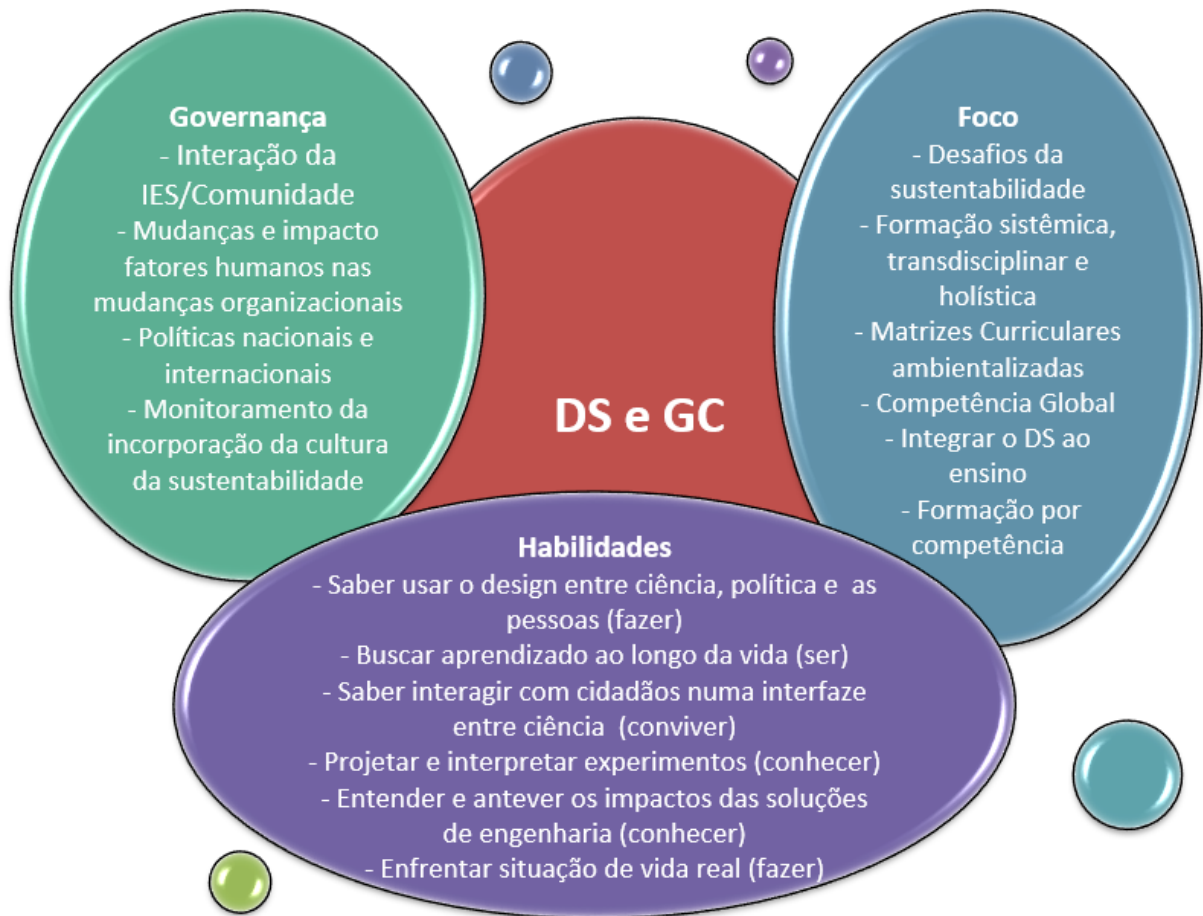 Governança
- Interação da
IES/Comunidade
- Mudanças e impacto
fatores humanos nas
mudanças organizacionais
- Políticas nacionais e
internacionais
- Monitoramento da
incorporação da cultura
da sustentabilidade
DS e GC
Foco
- Desafios da
sustentabilidade
- Formação sistêmica,
transdisciplinar e
holística
- Matrizes Curriculares
ambientalizadas
- Competência Global
- Integrar o DS ao
ensino
- Formação por
competência
Habilidades
- Saber usar o design entre ciência, política e  as
pessoas (fazer)
- Buscar aprendizado ao longo da vida (ser)
- Saber interagir com cidadãos numa interfaze
entre ciência  (conviver)
- Projetar e interpretar experimentos (conhecer)
- Entender e antever os impactos das soluções
de engenharia (conhecer)
- Enfrentar situação de vida real (fazer)